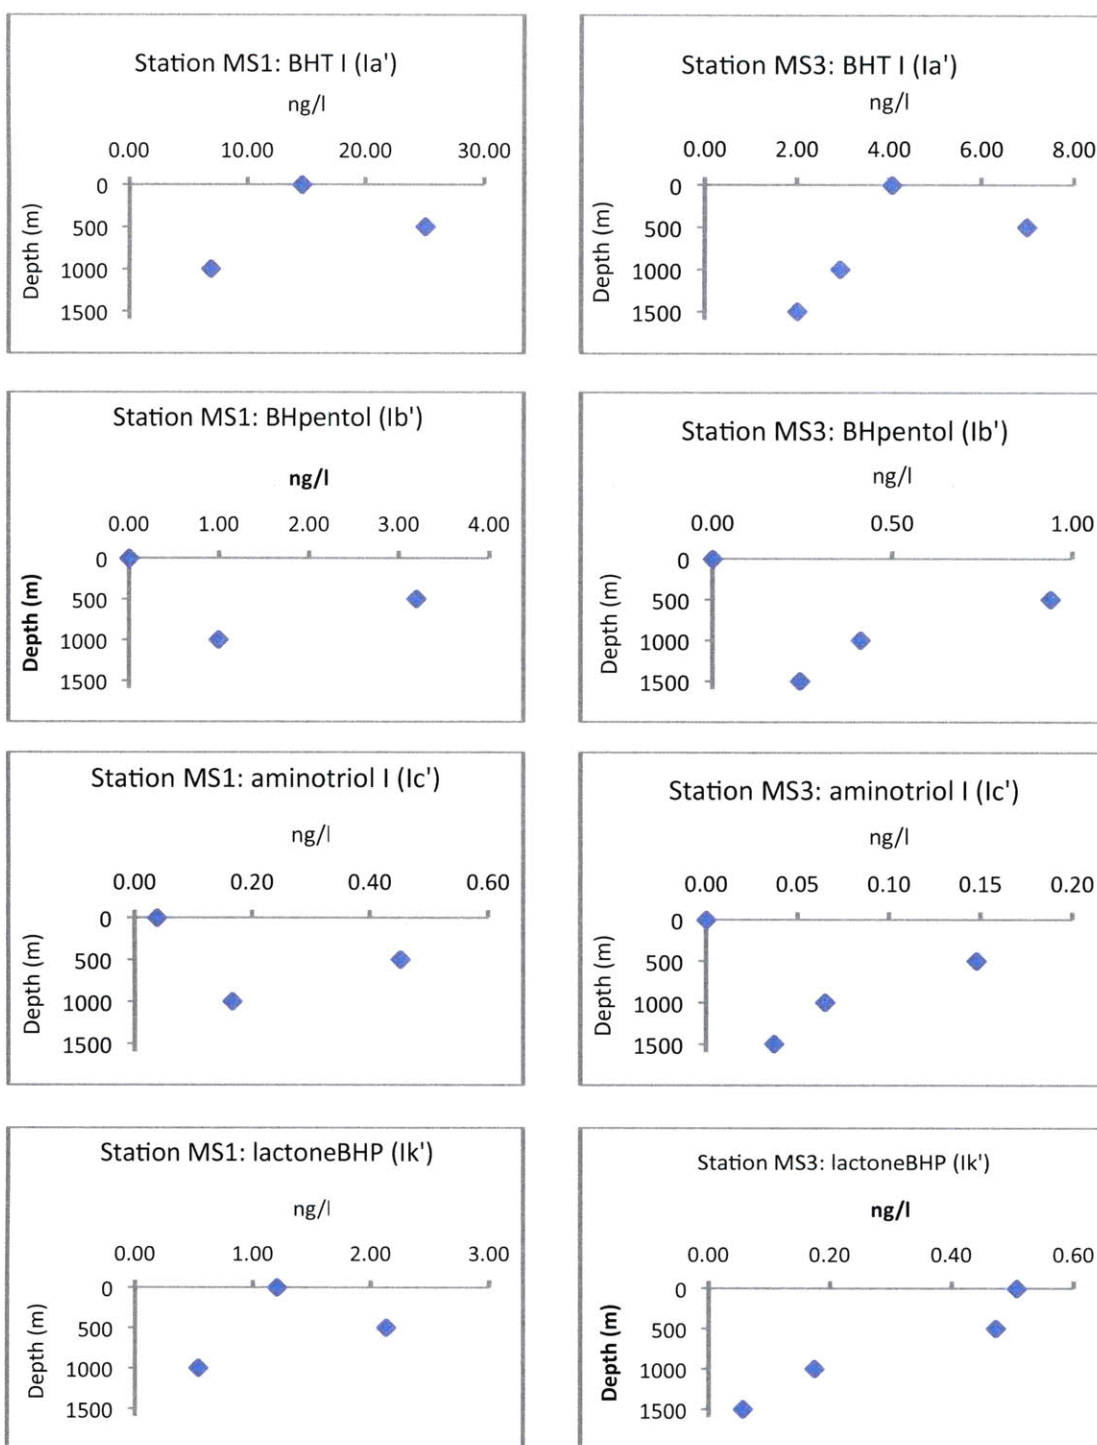 Station MS1: BHT I (Ia')
ng/l
0.00 10.00 20.00 30.00
Depth (m)
0
500
1000
1500
Station MS3: BHT I (Ia')
ng/l
0.00 2.00 4.00 6.00 8.00
Depth (m)
0
500
1000
1500
Station MS1: BHpentol (Ib')
ng/l
0.00 1.00 2.00 3.00 4.00
Depth (m)
0
500
1000
1500
Station MS3: BHpentol (Ib')
ng/l
0.00 0.50 1.00
Depth (m)
0
500
1000
1500
Station MS1: aminotriol I (Ic')
ng/l
0.00 0.20 0.40 0.60
Depth (m)
0
500
1000
1500
Station MS3: aminotriol I (Ic')
ng/l
0.00 0.05 0.10 0.15 0.20
Depth (m)
0
500
1000
1500
Station MS1: lactoneBHP (Ik')
ng/l
0.00 1.00 2.00 3.00
Depth (m)
0
500
1000
1500
Station MS3: lactoneBHP (Ik')
ng/l
0.00 0.20 0.40 0.60
Depth (m)
0
500
1000
1500